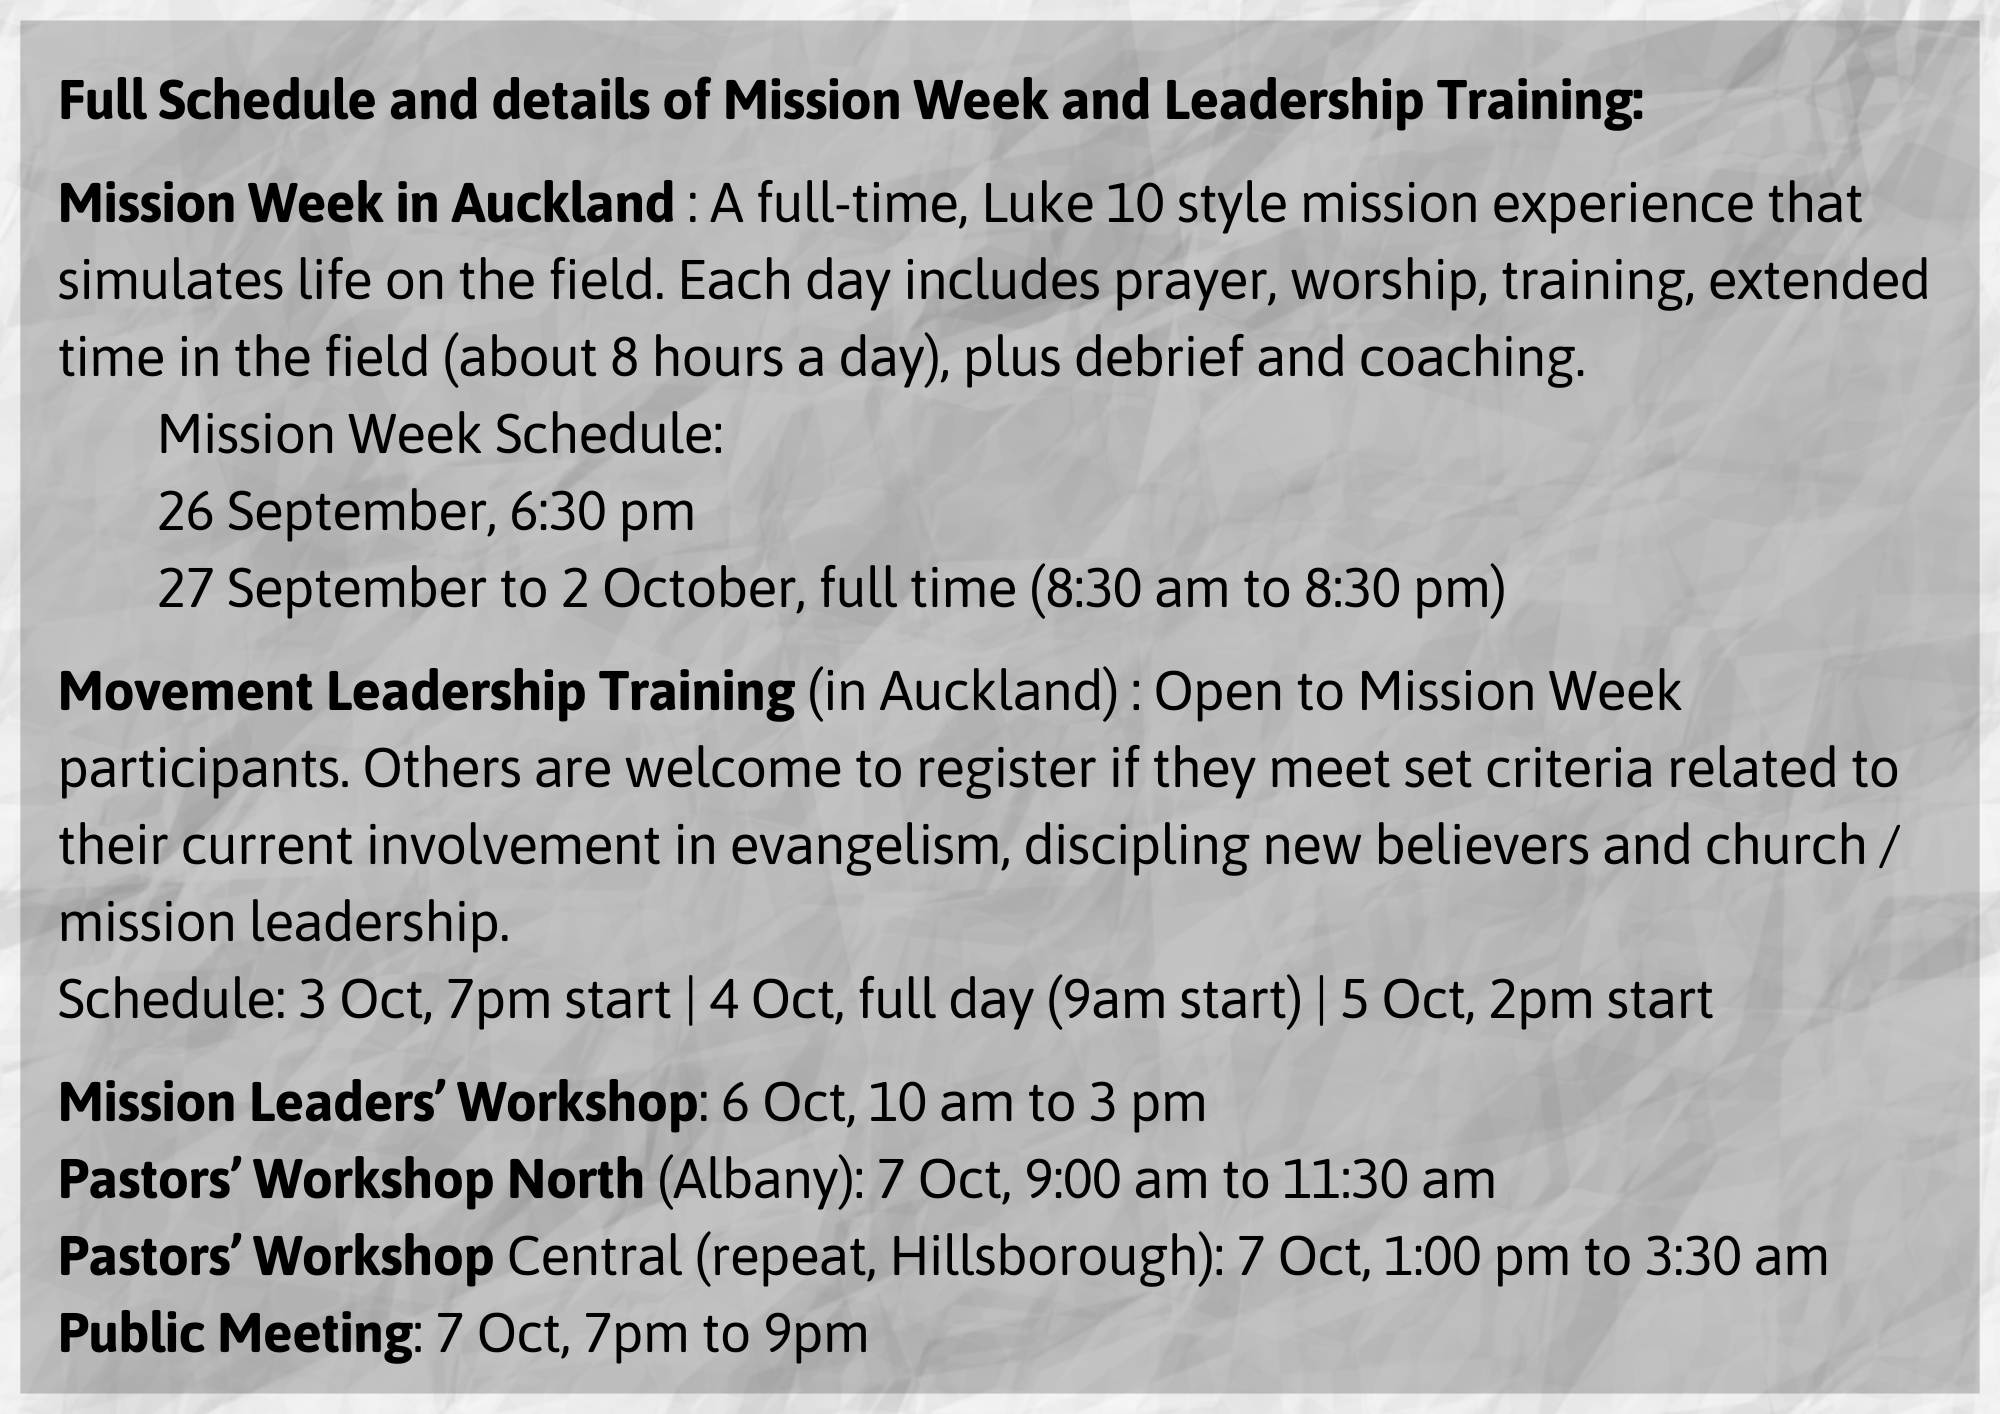 Full Schedule and details of Mission Week and Leadership Training:
Mission Week in Auckland : A full-time, Luke 10 style mission experience that
simulates life on the field. Each day includes prayer, worship, training, extended
time in the field (about 8 hours a day), plus debrief and coaching.
Mission Week Schedule:
26 September, 6:30 pm
27 September to 2 October, full time (8:30 am to 8:30 pm)
Movement Leadership Training (in Auckland) : Open to Mission Week
participants. Others are welcome to register if they meet set criteria related to
their current involvement in evangelism, discipling new believers and church /
mission leadership.
Schedule: 3 Oct, 7pm start | 4 Oct, full day (9am start) | 5 Oct, 2pm start
Mission Leaders’ Workshop: 6 Oct, 10 am to 3 pm
Pastors’ Workshop North (Albany): 7 Oct, 9:00 am to 11:30 am
Pastors’ Workshop Central (repeat, Hillsborough): 7 Oct, 1:00 pm to 3:30 am
Public Meeting: 7 Oct, 7pm to 9pm